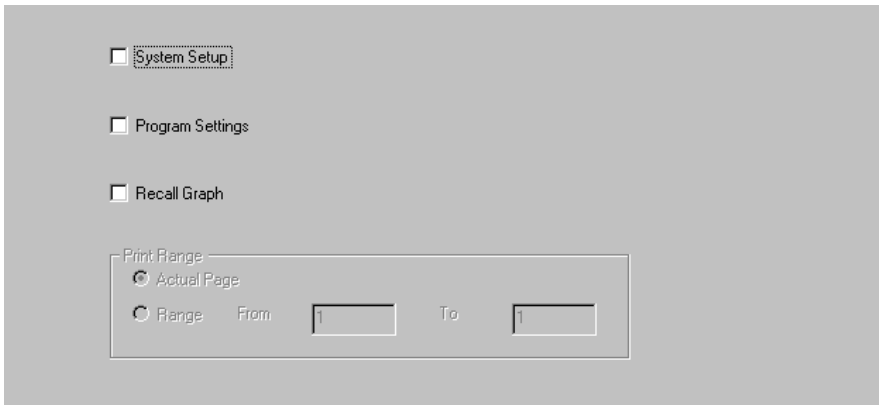 System Setup
Program Settings
Recall Graph
Print Range
Actual Page
Range From 1 To 1